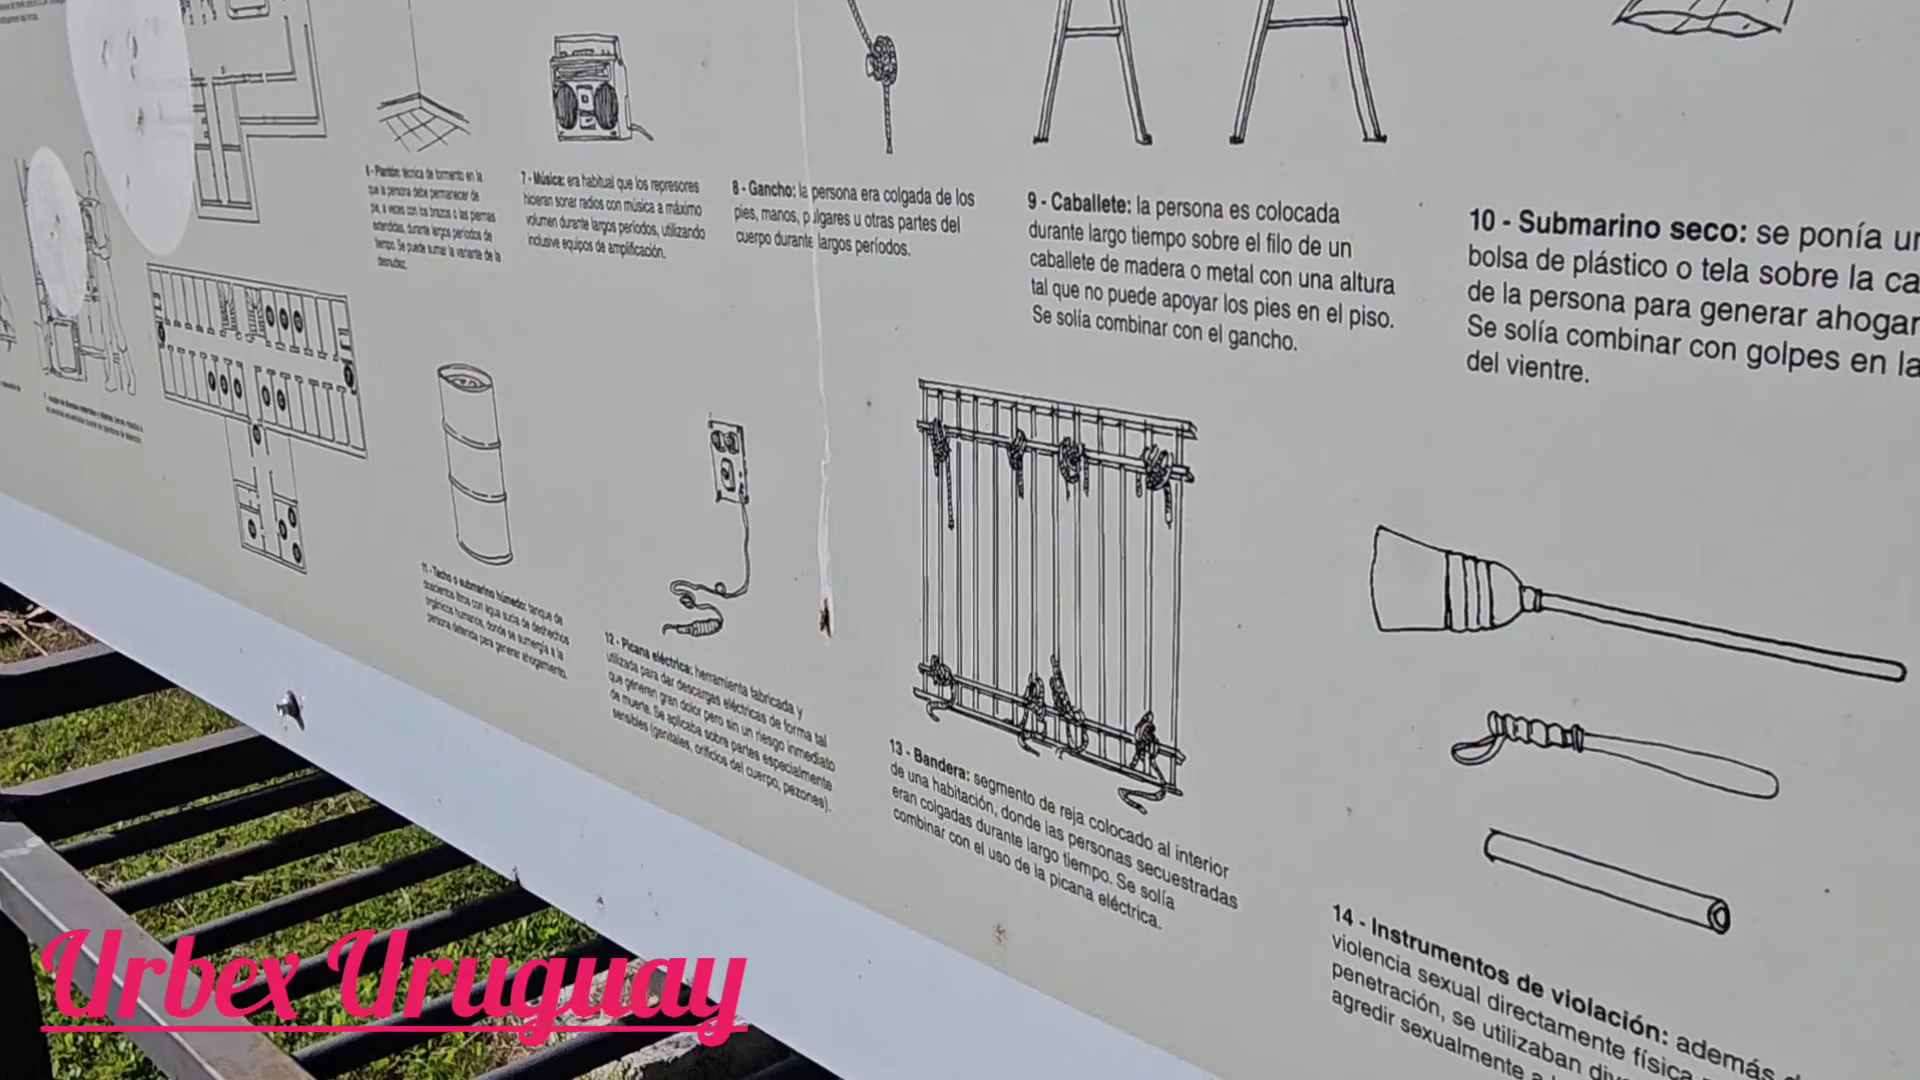 6 - Plantón: técnica de tormento en la
que la persona debe permanecer de
pie, a veces con los brazos o las piernas
extendidas, durante largos períodos de
tiempo. Se puede sumar la variante de la
desnudez.
7 - Música: era habitual que los represores
hicieran sonar radios con música a máximo
volumen durante largos períodos, utilizando
inclusive equipos de amplificación.
8 - Gancho: la persona era colgada de los
pies, manos, pulgares u otras partes del
cuerpo durante largos períodos.
9 - Caballete: la persona es colocada
durante largo tiempo sobre el filo de un
caballete de madera o metal con una altura
tal que no puede apoyar los pies en el piso.
Se solía combinar con el gancho.
10 - Submarino seco: se ponía
bolsa de plástico o tela sobre la
de la persona para generar
Se solía combinar con golpes en
del vientre.
11 - Tacho o submarino húmedo: tanque de
doscientos litros con agua sucia de deshechos
orgánicos humanos, donde se sumergía a la
persona detenida para generar ahogamiento.
12 - Picana eléctrica: herramienta fabricada y
utilizada para dar descargas eléctricas de forma tal
que generen gran dolor pero sin un riesgo inmediato
de muerte. Se aplicaba sobre partes especialmente
sensibles (genitales, orificios del cuerpo, pezones).
13 - Bandera: segmento de reja colocado al interior
de una habitación, donde las personas secuestradas
eran colgadas durante largo tiempo. Se solía
combinar con el uso de la picana eléctrica.
14 - Instrumentos de violación: además
violencia sexual directamente física
penetración, se utilizaban
agredir sexualmente a
Urbex Uruguay